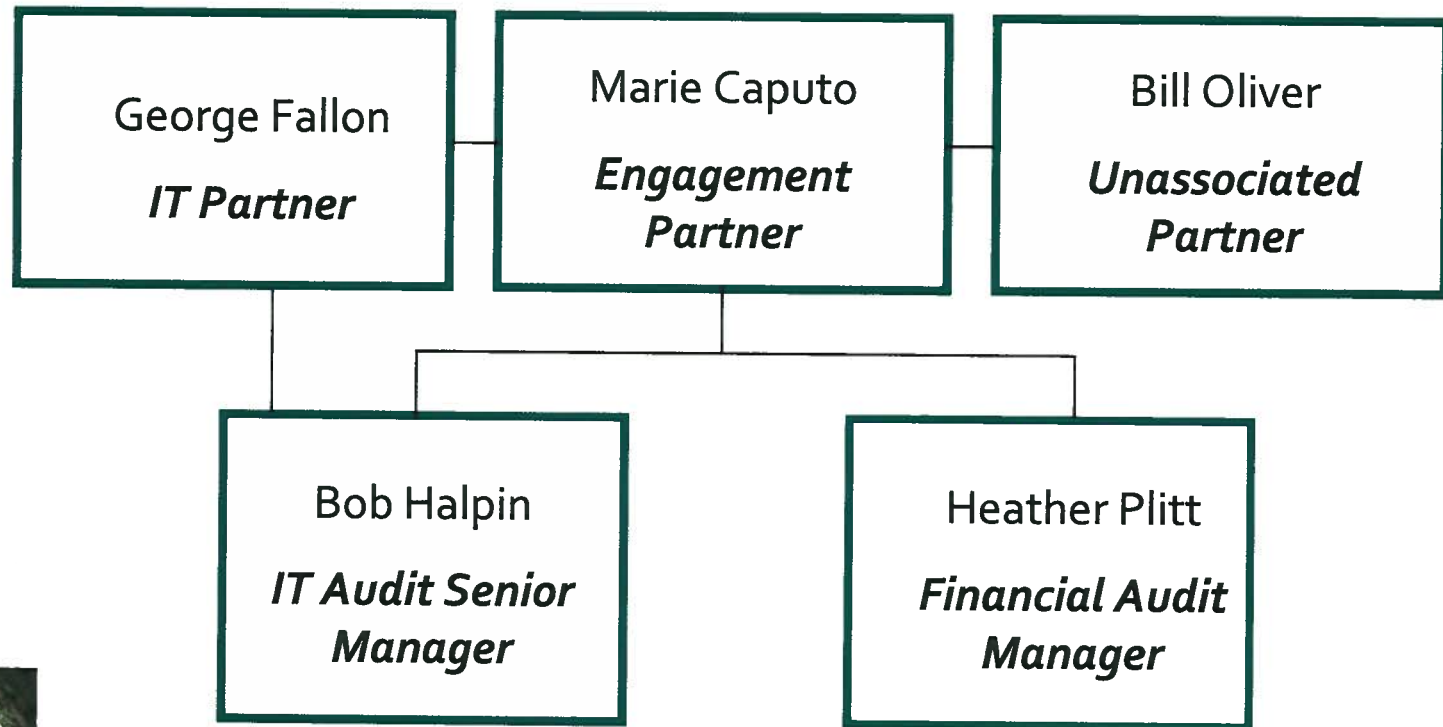 George Fallon
IT Partner
Marie Caputo
Engagement
Partner
Bill Oliver
Unassociated
Partner
Bob Halpin
IT Audit Senior
Manager
Heather Plitt
Financial Audit
Manager